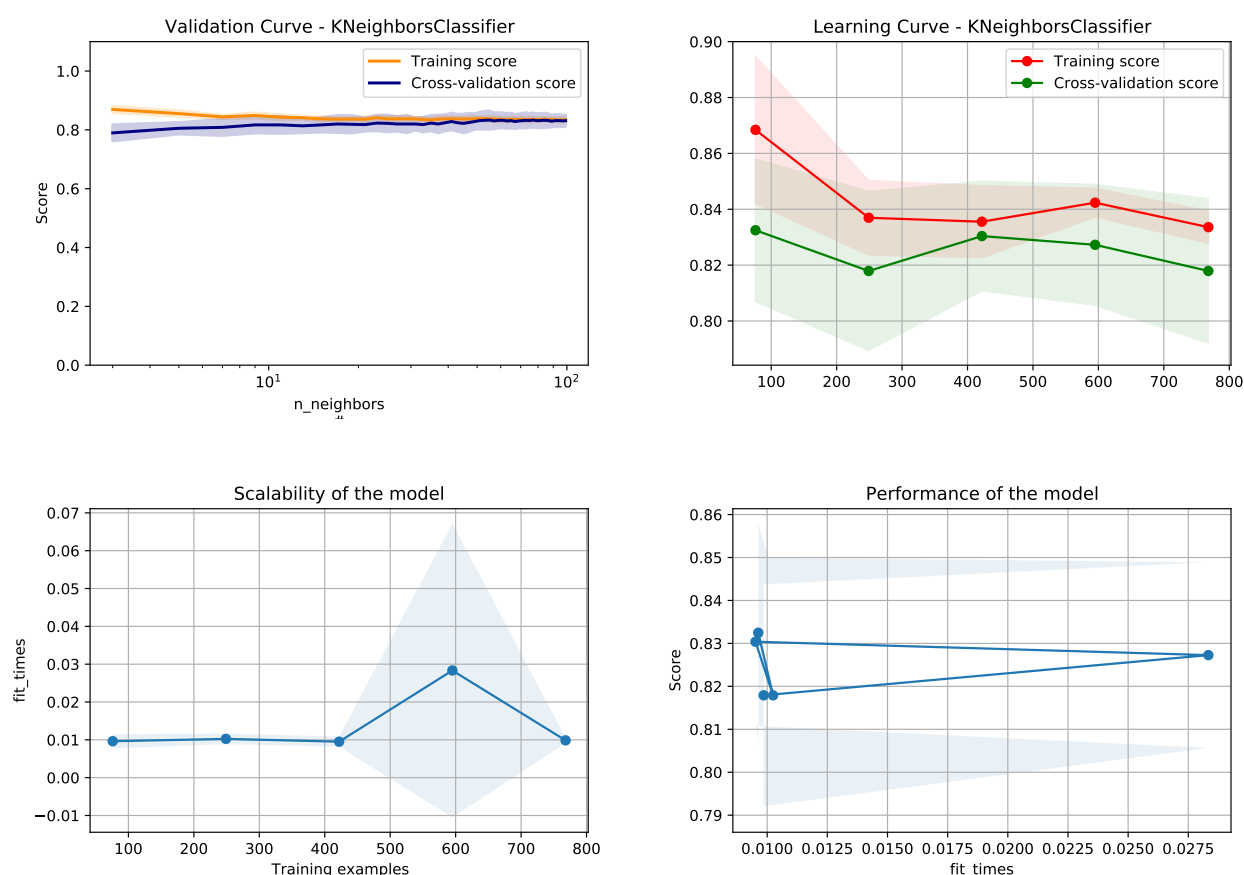 Validation Curve - KNeighborsClassifier
Training score
Cross-validation score
1.0
0.8
0.6
0.4
0.2
0.0
Score
10^1
10^2
n_neighbors
Learning Curve - KNeighborsClassifier
Training score
Cross-validation score
0.90
0.88
0.86
0.84
0.82
0.80
100 200 300 400 500 600 700 800
Scalability of the model
0.07
0.06
0.05
0.04
0.03
0.02
0.01
0.00
−0.01
fit_times
100 200 300 400 500 600 700 800
Training examples
Performance of the model
0.86
0.85
0.84
0.83
0.82
0.81
0.80
0.79
Score
0.0100 0.0125 0.0150 0.0175 0.0200 0.0225 0.0250 0.0275
fit_times